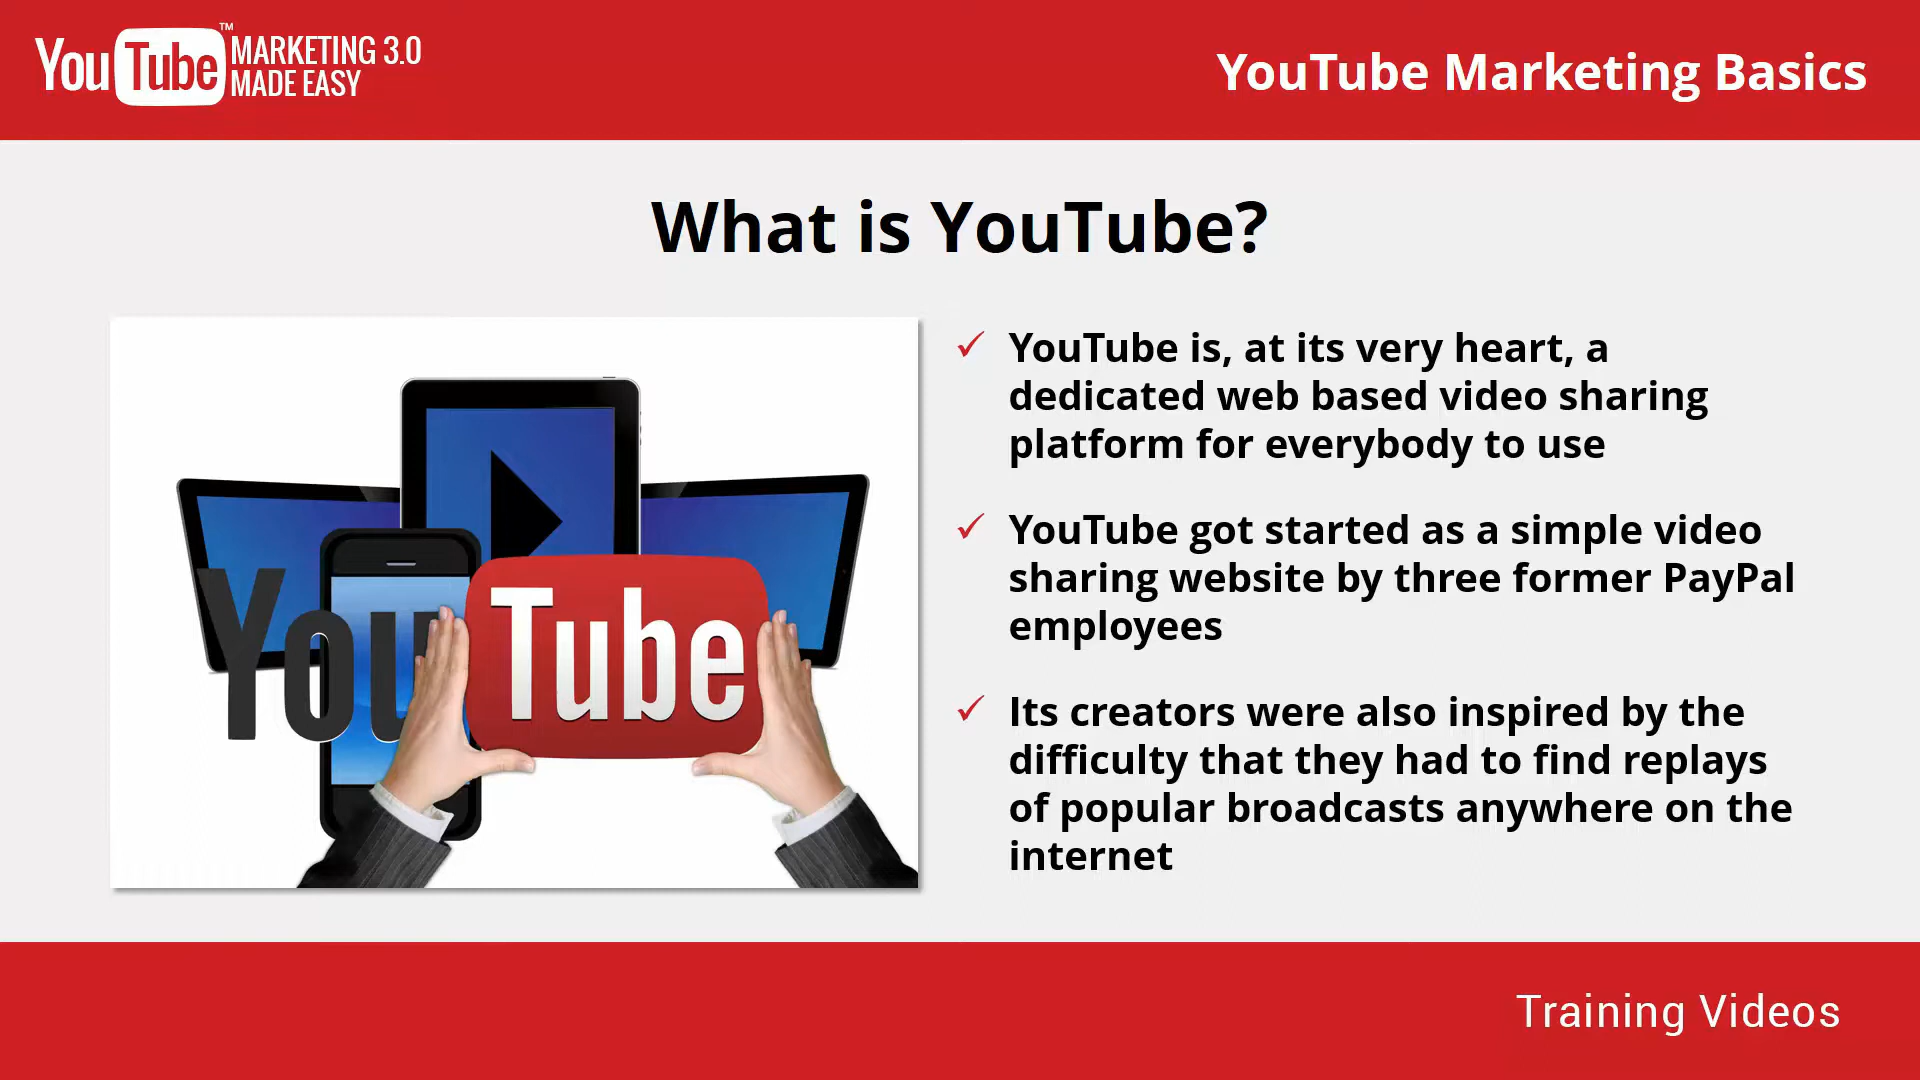 YouTube™ MARKETING 3.0
MADE EASY
YouTube Marketing Basics
What is YouTube?
YouTube
✓ YouTube is, at its very heart, a
dedicated web based video sharing
platform for everybody to use
✓ YouTube got started as a simple video
sharing website by three former PayPal
employees
✓ Its creators were also inspired by the
difficulty that they had to find replays
of popular broadcasts anywhere on the
internet
Training Videos